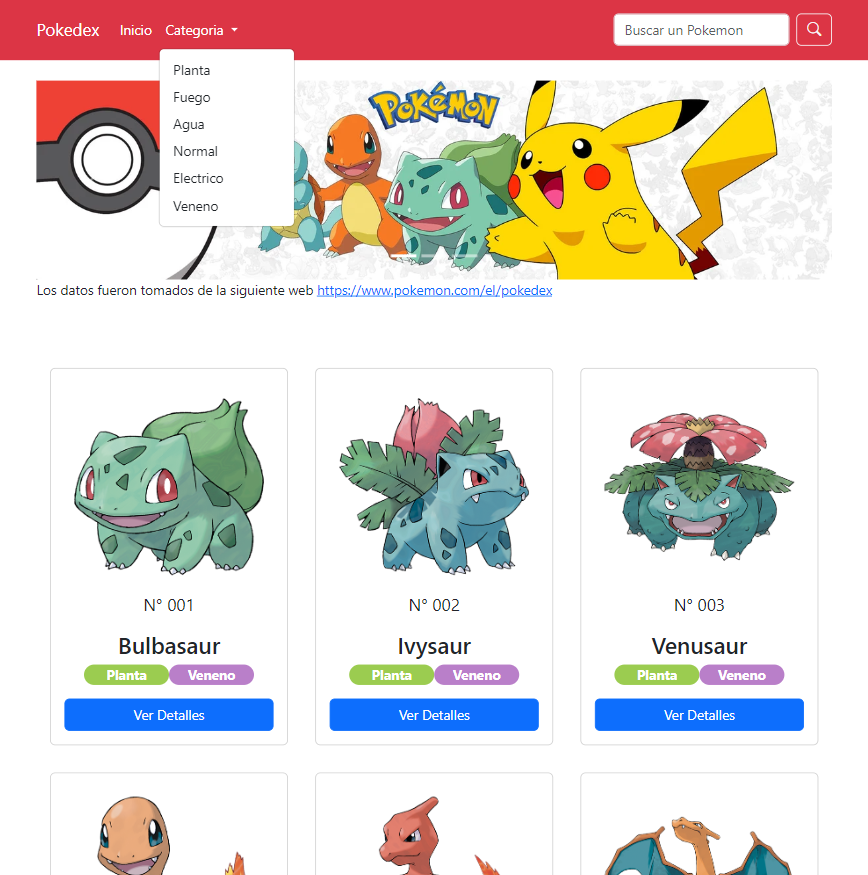 Pokedex Inicio Categoria Buscar un Pokemon
Planta
Fuego
Agua
Normal
Electrico
Veneno
POKéMON
Los datos fueron tomados de la siguiente web https://www.pokemon.com/el/pokedex
N° 001 N° 002 N° 003
Bulbasaur Ivysaur Venusaur
Planta Veneno Planta Veneno Planta Veneno
Ver Detalles Ver Detalles Ver Detalles